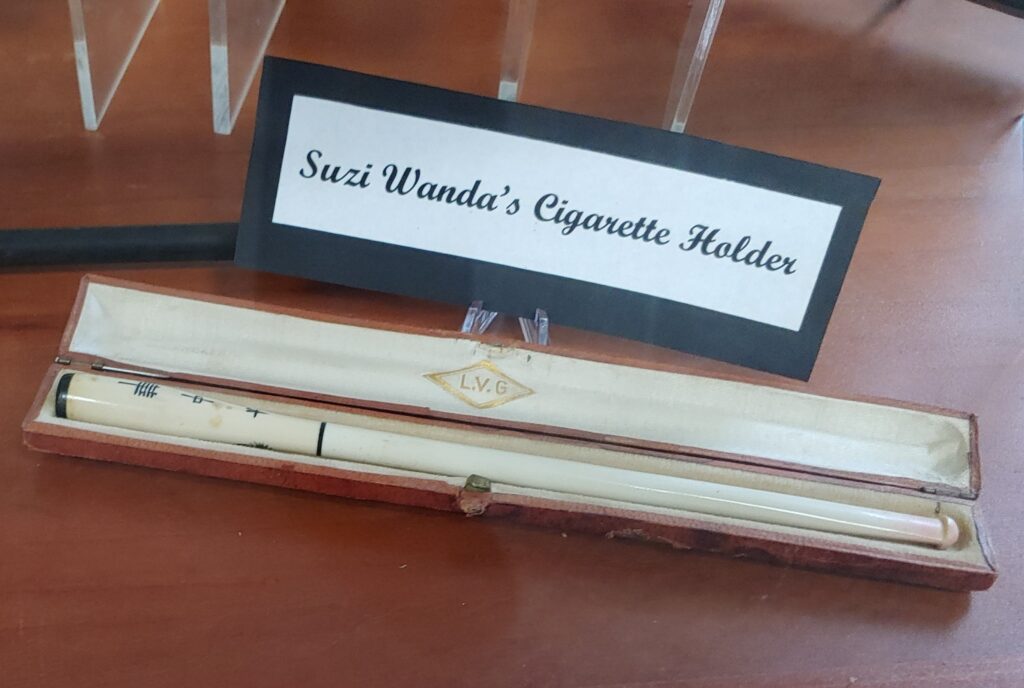 Suzi Wanda's Cigarette Holder
L.V.G